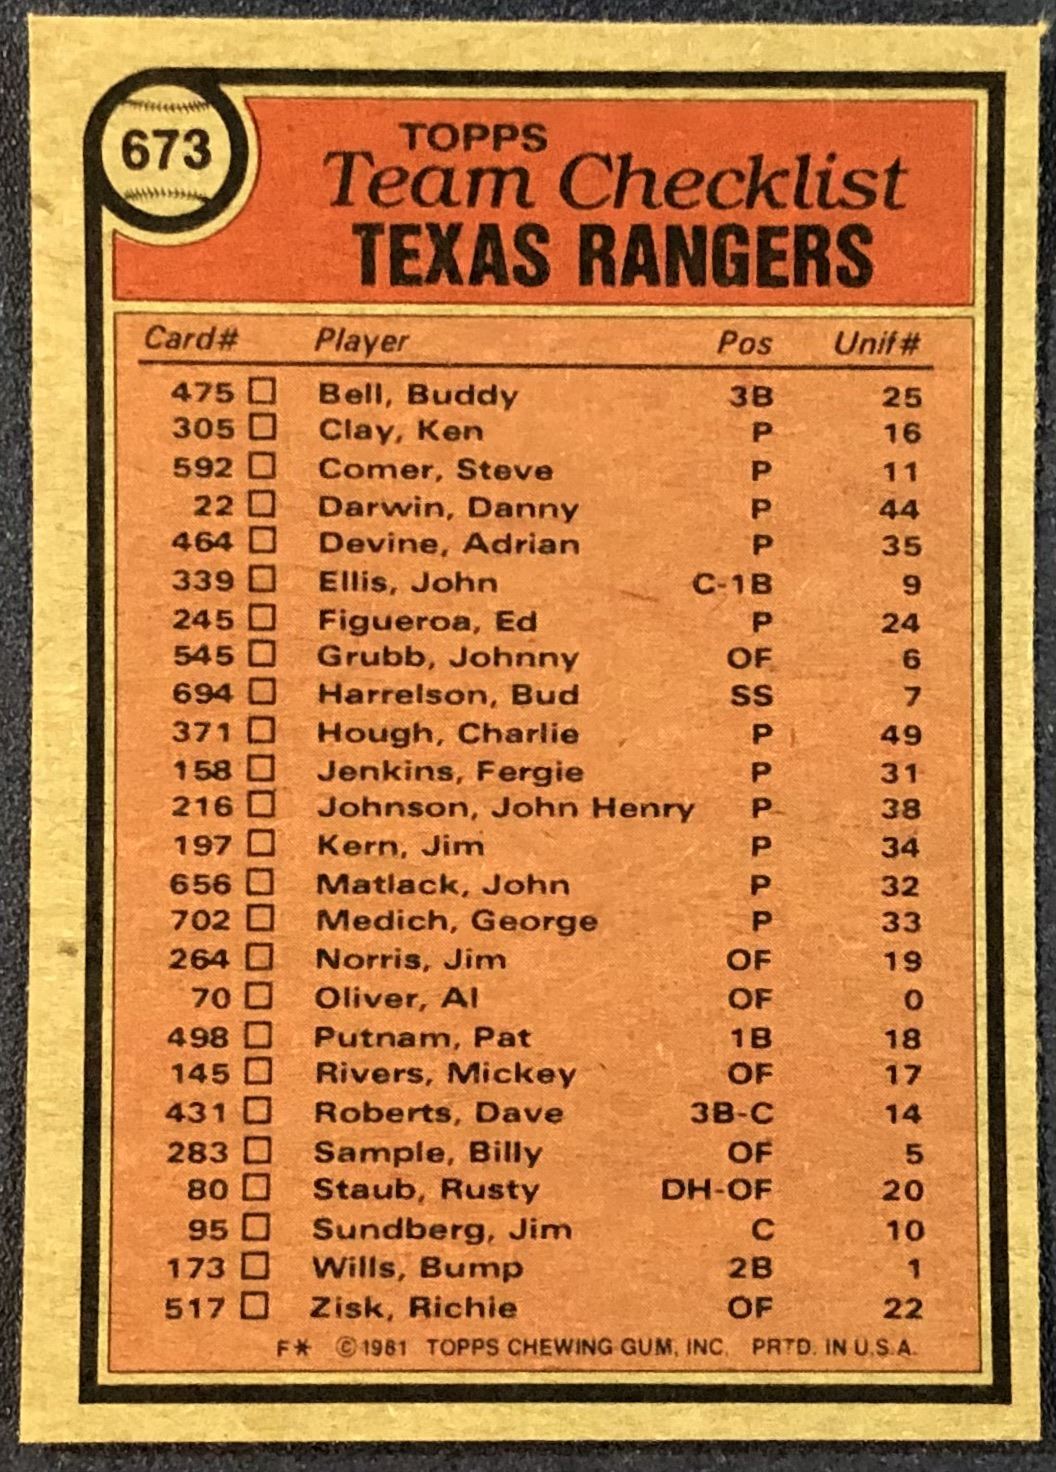 673
TOPPS
Team Checklist
TEXAS RANGERS
Card# Player Pos Unif#
475 Bell, Buddy 3B 25
305 Clay, Ken P 16
592 Comer, Steve P 11
22 Darwin, Danny P 44
464 Devine, Adrian P 35
339 Ellis, John C-1B 9
245 Figueroa, Ed P 24
545 Grubb, Johnny OF 6
694 Harrelson, Bud SS 7
371 Hough, Charlie P 49
158 Jenkins, Fergie P 31
216 Johnson, John Henry P 38
197 Kern, Jim P 34
656 Matlack, John P 32
702 Medich, George P 33
264 Norris, Jim OF 19
70 Oliver, Al OF 0
498 Putnam, Pat 1B 18
145 Rivers, Mickey OF 17
431 Roberts, Dave 3B-C 14
283 Sample, Billy OF 5
80 Staub, Rusty DH-OF 20
95 Sundberg, Jim C 10
173 Wills, Bump 2B 1
517 Zisk, Richie OF 22
F* ©1981 TOPPS CHEWING GUM, INC. PRTD. IN U.S.A.